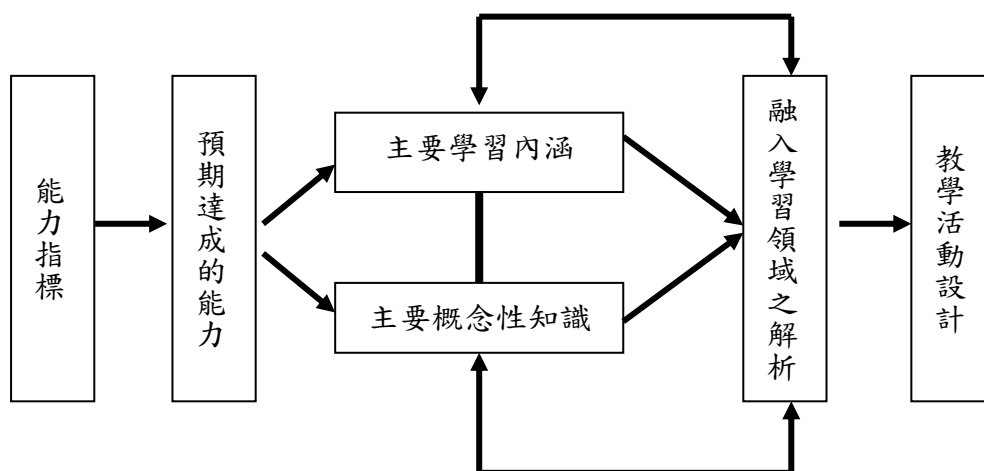 能力指標
預期達成的能力
主要學習內涵
主要概念性知識
融入學習領域之解析
教學活動設計